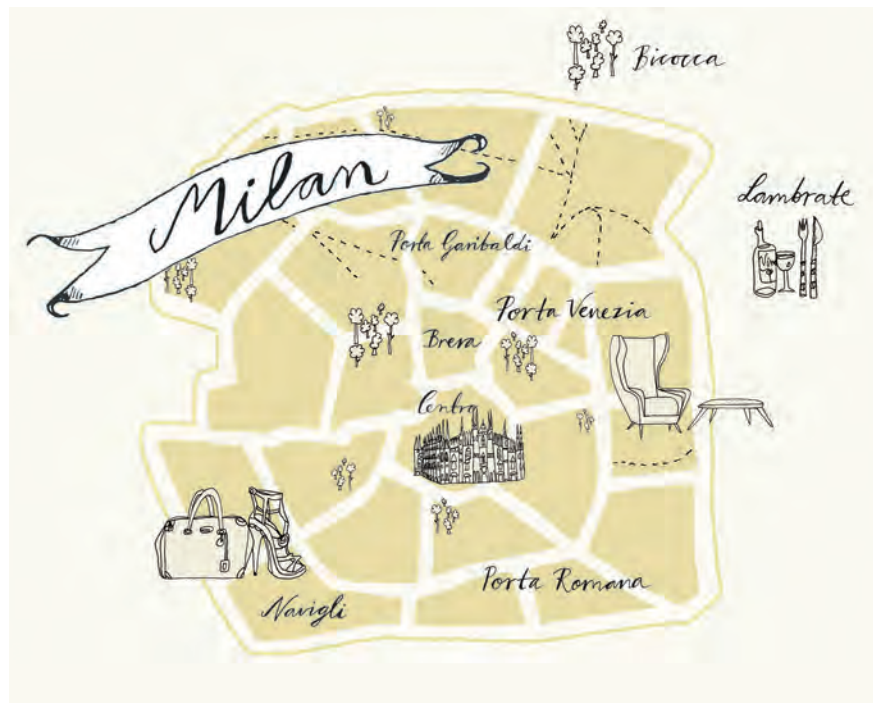 Bicocca
Milan
Lambrate
Porta Garibaldi
Porta Venezia
Brera
Centro
Porta Romana
Navigli